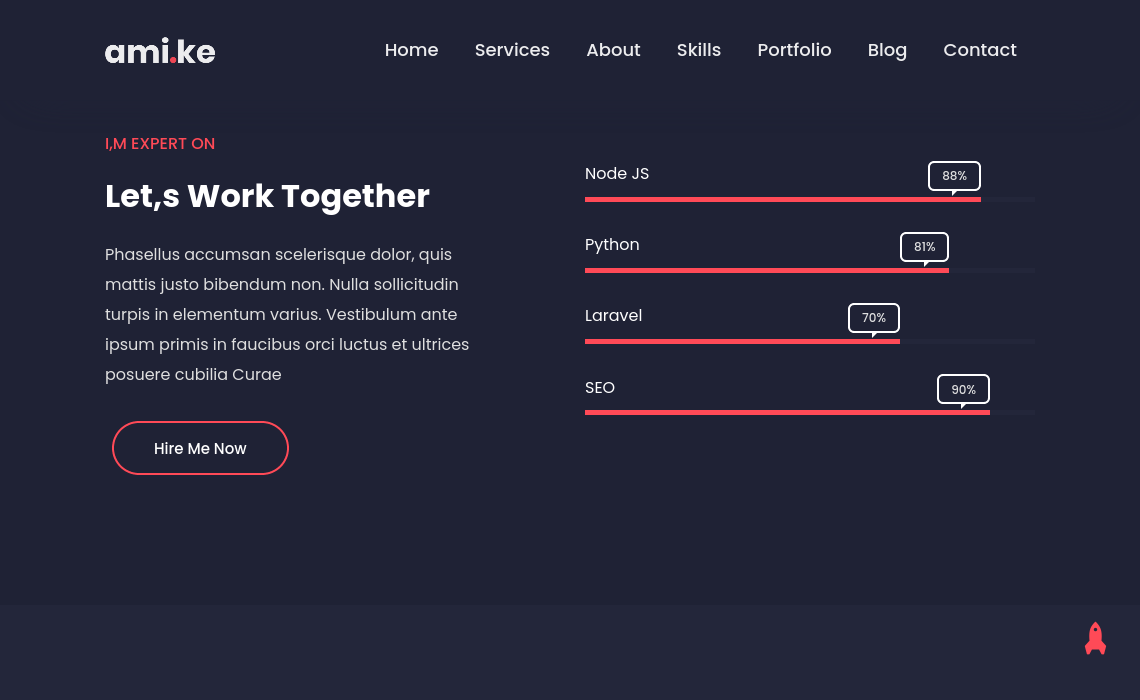 ami.ke
Home Services About Skills Portfolio Blog Contact
I,M EXPERT ON
Let,s Work Together
Phasellus accumsan scelerisque dolor, quis
mattis justo bibendum non. Nulla sollicitudin
turpis in elementum varius. Vestibulum ante
ipsum primis in faucibus orci luctus et ultrices
posuere cubilia Curae
Hire Me Now
Node JS 88%
Python 81%
Laravel 70%
SEO 90%